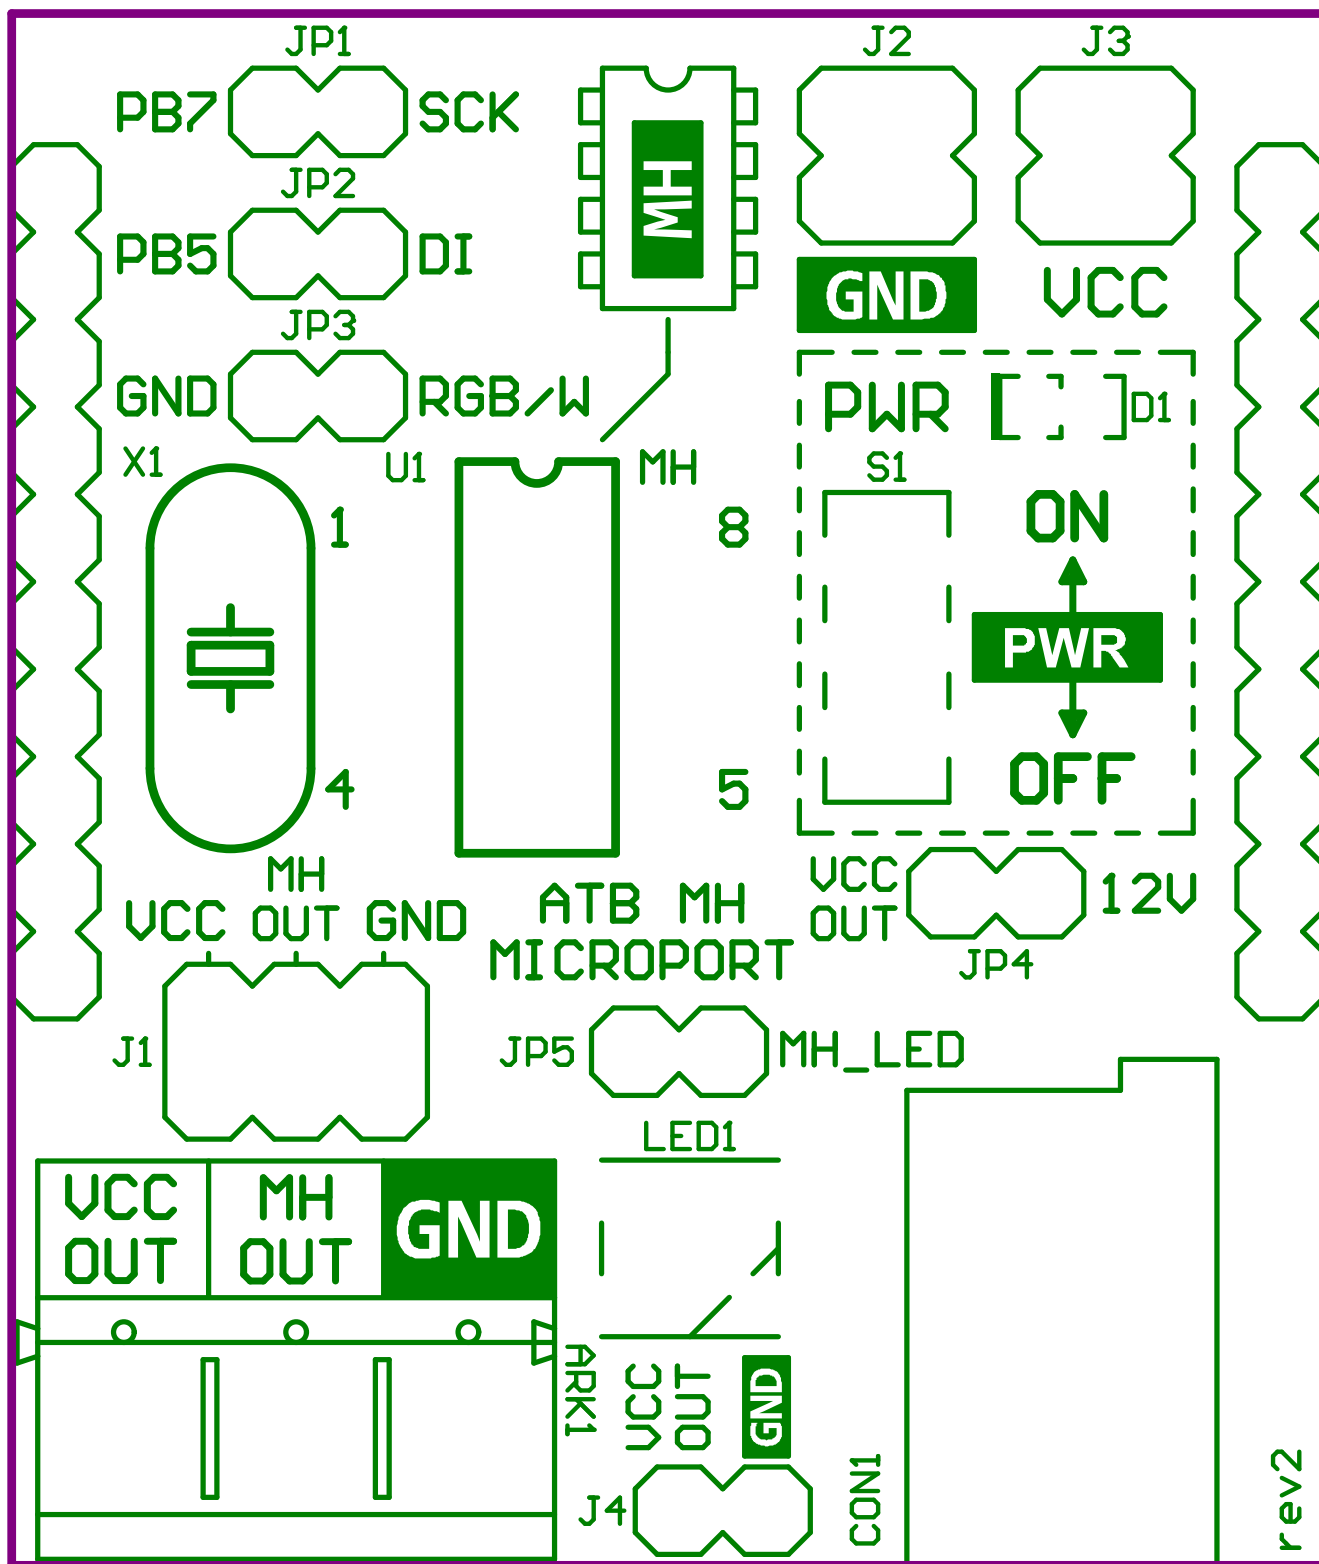 JP1
J2
J3
PB7
SCK
MH
JP2
PB5
DI
GND
VCC
JP3
GND
RGB/W
PWR
D1
X1
U1
MH
S1
1
8
ON
PWR
4
5
OFF
MH
VCC
OUT
GND
ATB MH
MICROPORT
VCC
OUT
12V
JP4
J1
JP5
MH_LED
LED1
VCC
OUT
MH
OUT
GND
ARK1
VCC
OUT
GND
J4
CON1
rev2